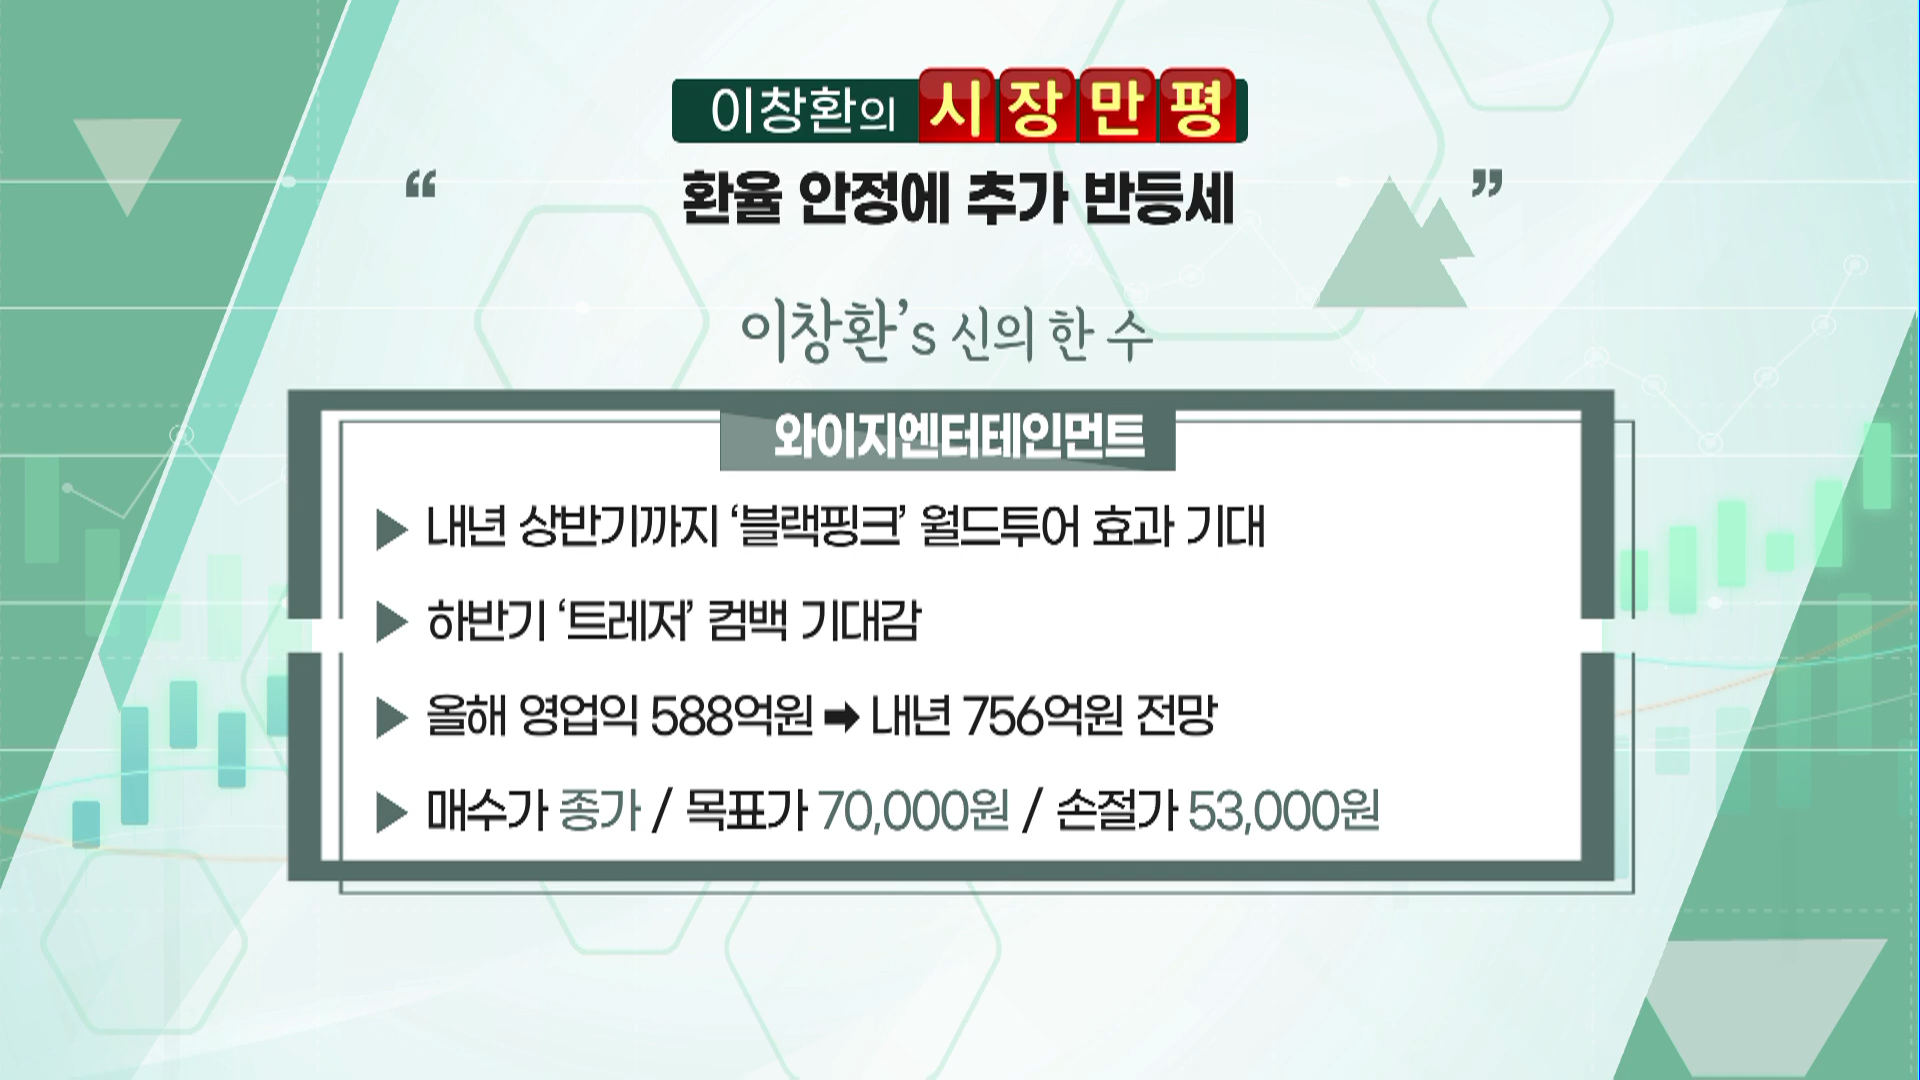 이창환의 시장만평
“ 환율 안정에 추가 반등세 ”
이창환’s 신의 한 수
와이지엔터테인먼트
▶ 내년 상반기까지 ‘블랙핑크’ 월드투어 효과 기대
▶ 하반기 ‘트레저’ 컴백 기대감
▶ 올해 영업익 588억원 ➡ 내년 756억원 전망
▶ 매수가 종가 / 목표가 70,000원 / 손절가 53,000원